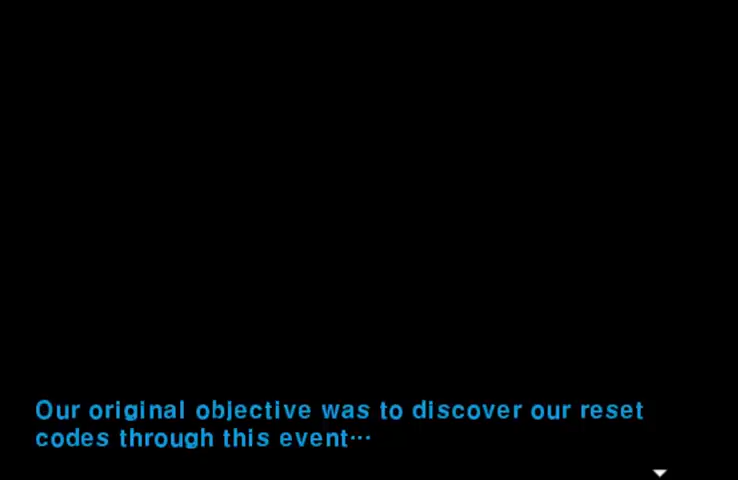 Our original objective was to discover our reset
codes through this event…